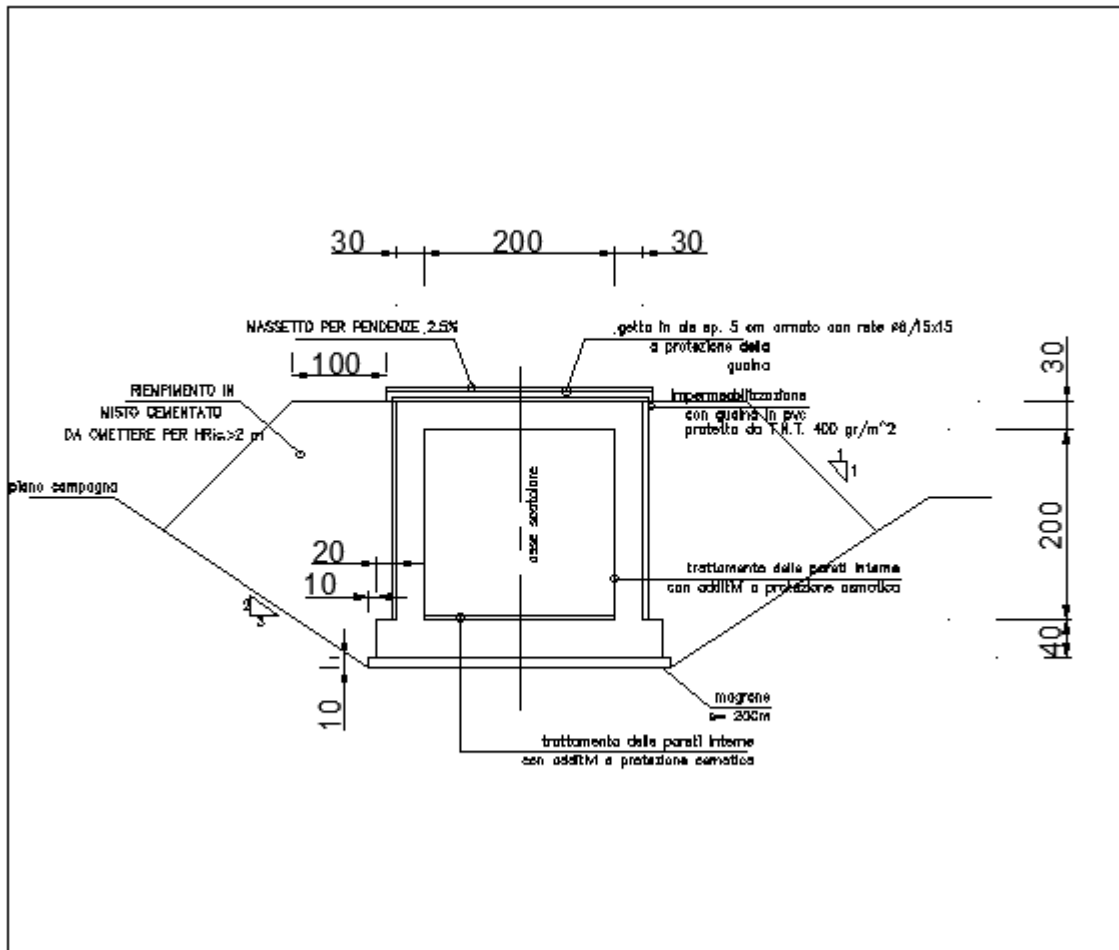 30
200
30
MASSETTO PER PENDENZE 2.5%
getto in cls sp. 5 cm armato con rete ø6/15x15
a protezione della
guaina
100
30
RIEMPIMENTO IN
MISTO CEMENTATO
DA OMETTERE PER HRic>2 m
impermeabilizzazione
con guaina in pvc
protetta da T.N.T. 400 gr/m^2
1
1
plano campagna
asse scatolare
200
20
10
trattamento delle pareti interne
con additivi a protezione osmotica
2
3
40
10
magrone
trattamento delle pareti interne
con additivi a protezione osmotica